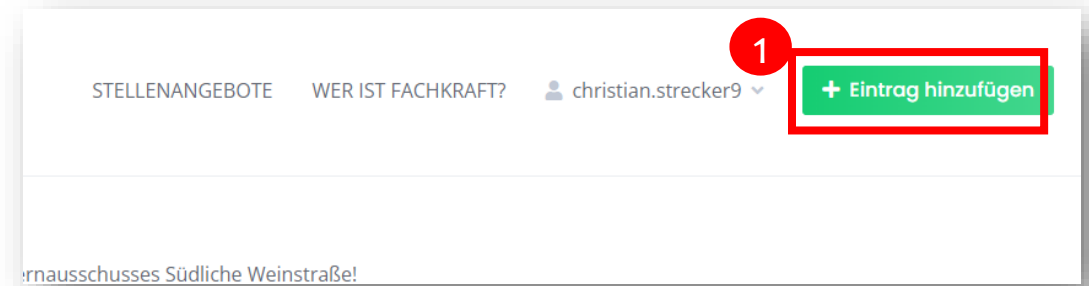 1
STELLENANGEBOTE WER IST FACHKRAFT? christian.strecker9 + Eintrag hinzufügen
ernausschusses Südliche Weinstraße!